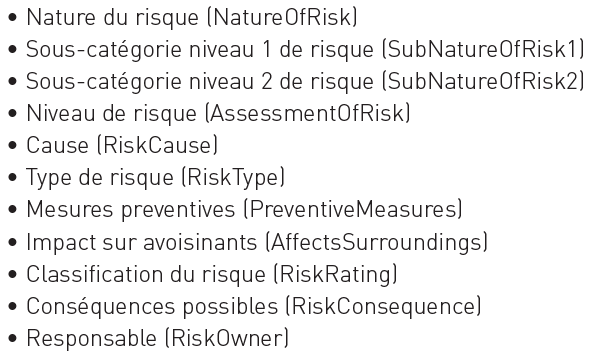 • Nature du risque (NatureOfRisk)
• Sous-catégorie niveau 1 de risque (SubNatureOfRisk1)
• Sous-catégorie niveau 2 de risque (SubNatureOfRisk2)
• Niveau de risque (AssessmentOfRisk)
• Cause (RiskCause)
• Type de risque (RiskType)
• Mesures preventives (PreventiveMeasures)
• Impact sur avoisinants (AffectsSurroundings)
• Classification du risque (RiskRating)
• Conséquences possibles (RiskConsequence)
• Responsable (RiskOwner)